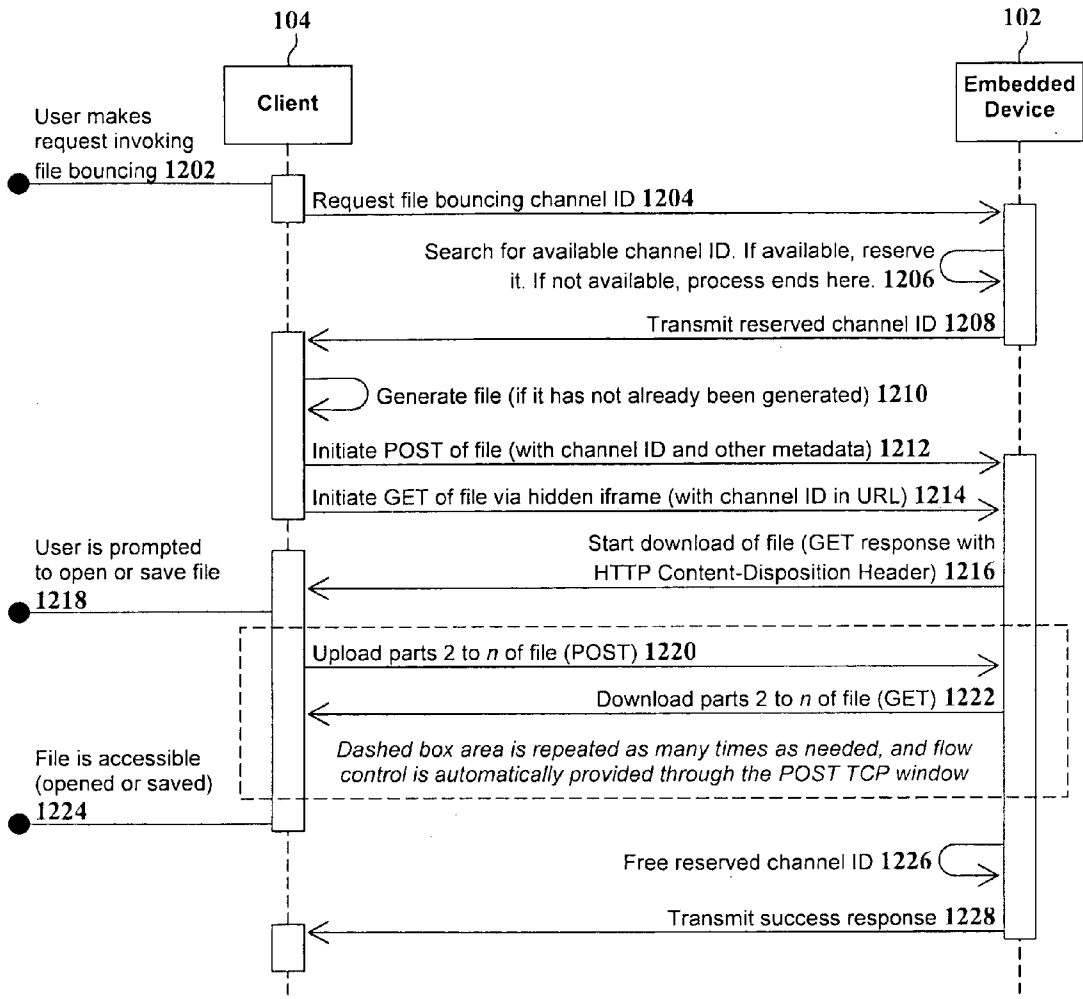 104
102
Client
Embedded
Device
User makes
request invoking
file bouncing 1202
Request file bouncing channel ID 1204
Search for available channel ID. If available, reserve
it. If not available, process ends here. 1206
Transmit reserved channel ID 1208
Generate file (if it has not already been generated) 1210
Initiate POST of file (with channel ID and other metadata) 1212
Initiate GET of file via hidden iframe (with channel ID in URL) 1214
Start download of file (GET response with
HTTP Content-Disposition Header) 1216
User is prompted
to open or save file
1218
Upload parts 2 to n of file (POST) 1220
Download parts 2 to n of file (GET) 1222
Dashed box area is repeated as many times as needed, and flow
control is automatically provided through the POST TCP window
File is accessible
(opened or saved)
1224
Free reserved channel ID 1226
Transmit success response 1228